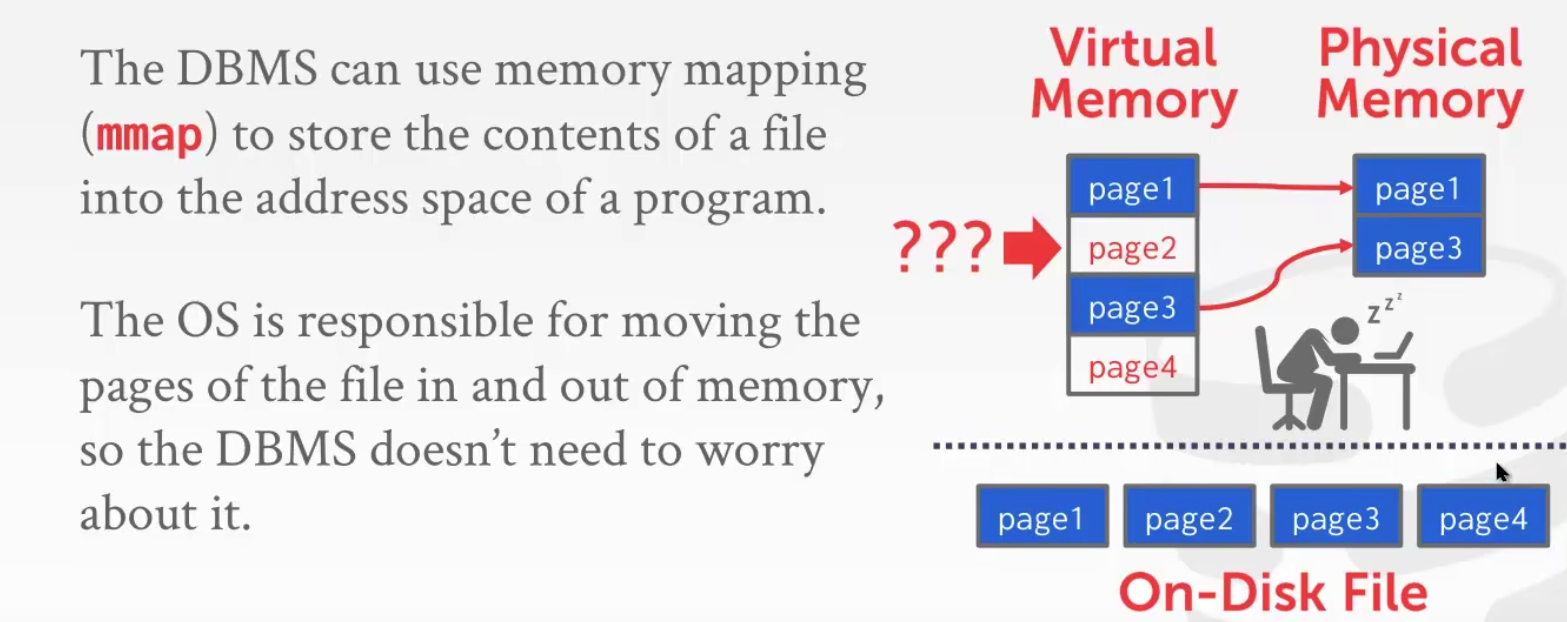 The DBMS can use memory mapping
(mmap) to store the contents of a file
into the address space of a program.
The OS is responsible for moving the
pages of the file in and out of memory,
so the DBMS doesn’t need to worry
about it.
Virtual
Memory
page1
page2
page3
page4
???
Physical
Memory
page1
page3
z z z
page1 page2 page3 page4
On-Disk File